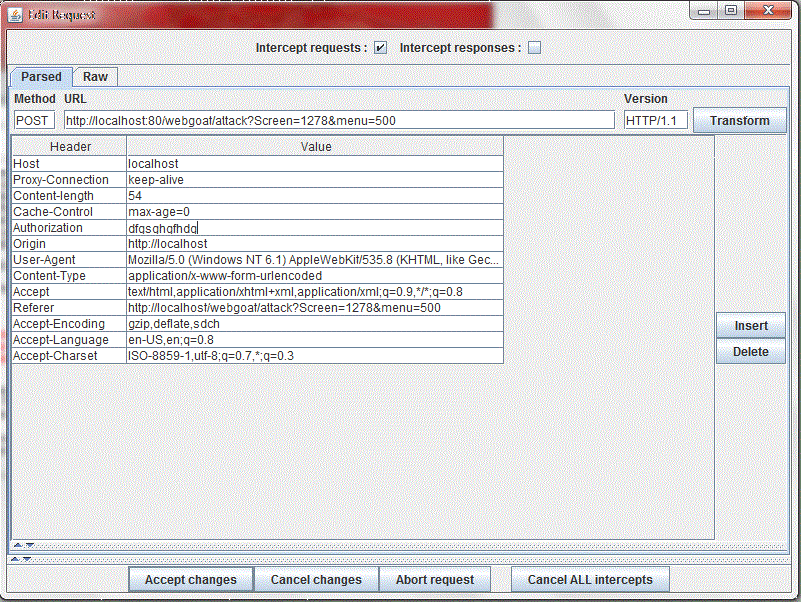 Edit Request
Intercept requests : Intercept responses :
Parsed Raw
Method URL Version
POST http://localhost:80/webgoat/attack?Screen=1278&menu=500 HTTP/1.1 Transform
Header Value
Host localhost
Proxy-Connection keep-alive
Content-length 54
Cache-Control max-age=0
Authorization dfgsghgfhdg
Origin http://localhost
User-Agent Mozilla/5.0 (Windows NT 6.1) AppleWebKit/535.8 (KHTML, like Gec...
Content-Type application/x-www-form-urlencoded
Accept text/html,application/xhtml+xml,application/xml;q=0.9,*/*;q=0.8
Referer http://localhost/webgoat/attack?Screen=1278&menu=500
Accept-Encoding gzip,deflate,sdch
Accept-Language en-US,en;q=0.8
Accept-Charset ISO-8859-1,utf-8;q=0.7,*;q=0.3
Insert
Delete
Accept changes Cancel changes Abort request Cancel ALL intercepts